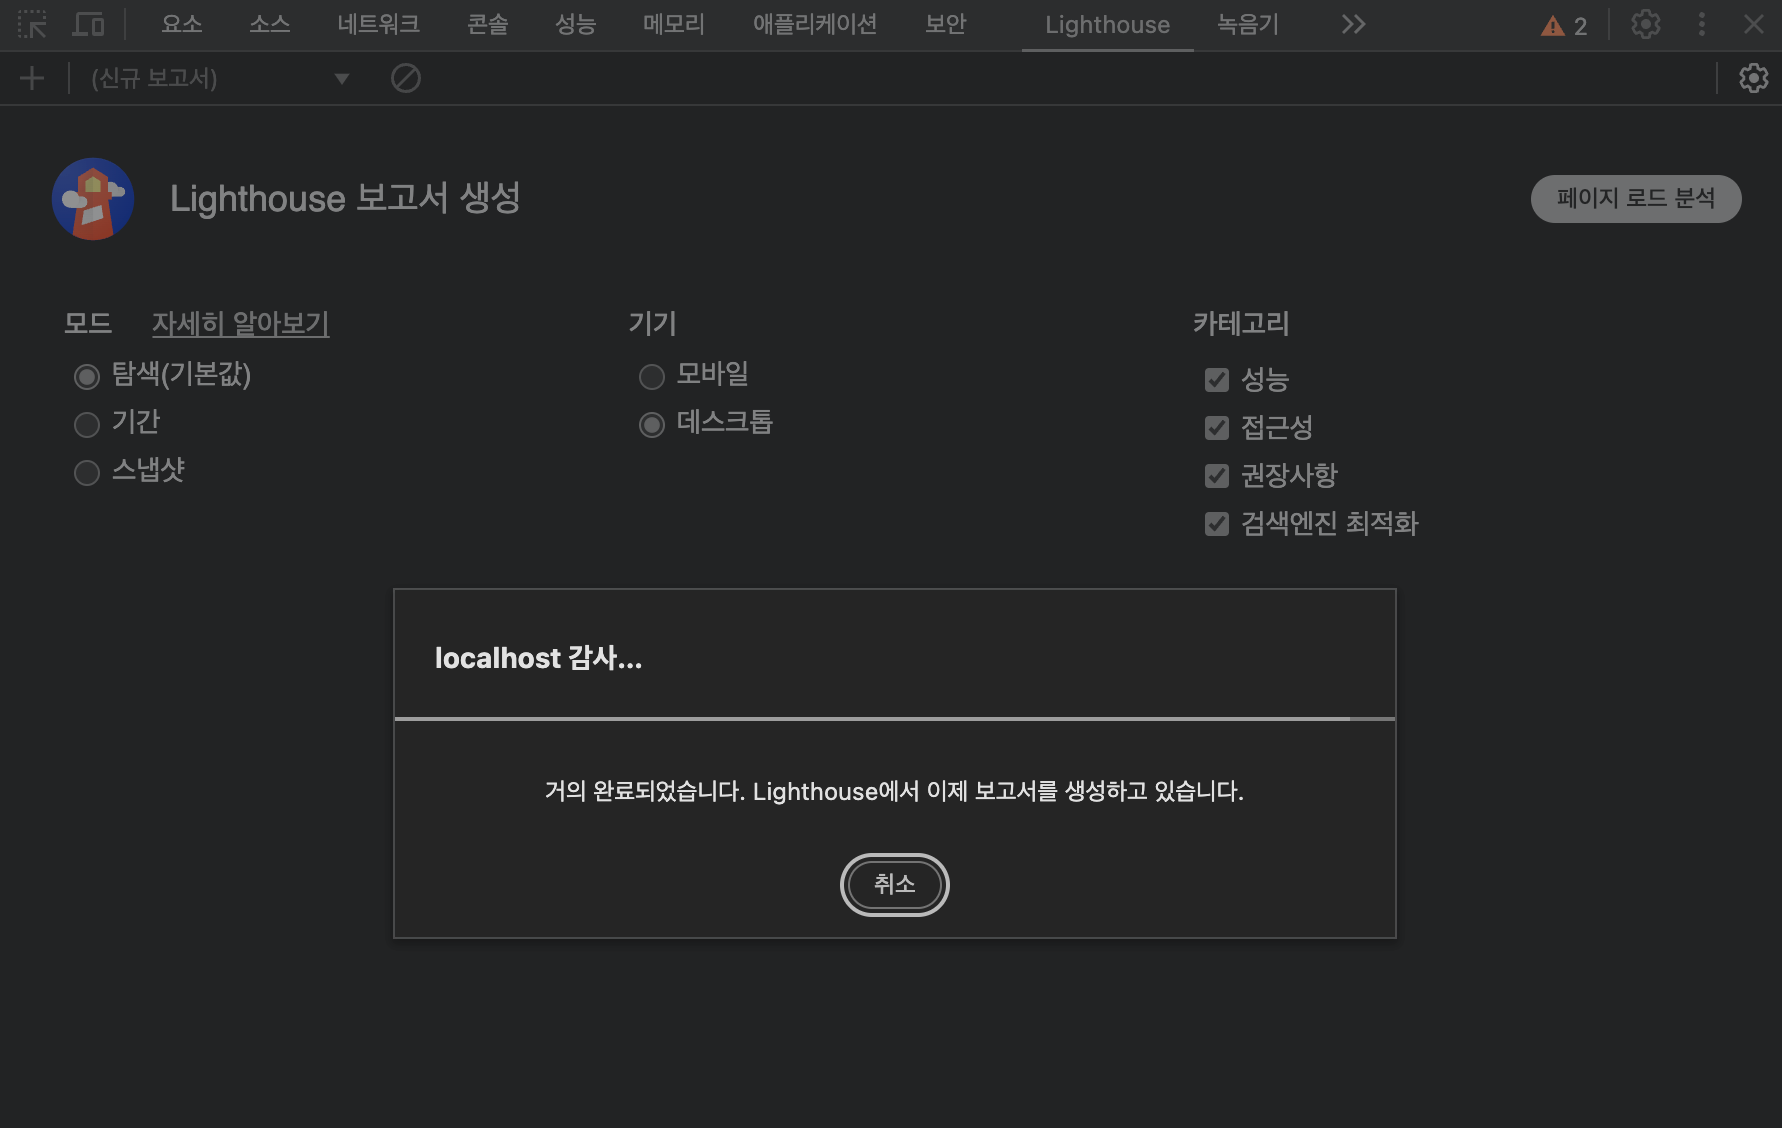 요소 소스 네트워크 콘솔 성능 메모리 애플리케이션 보안 Lighthouse 녹음기 2
(신규 보고서)
Lighthouse 보고서 생성
페이지 로드 분석
모드 자세히 알아보기
탐색(기본값)
기간
스냅샷
기기
모바일
데스크톱
카테고리
성능
접근성
권장사항
검색엔진 최적화
localhost 감사...
거의 완료되었습니다. Lighthouse에서 이제 보고서를 생성하고 있습니다.
취소